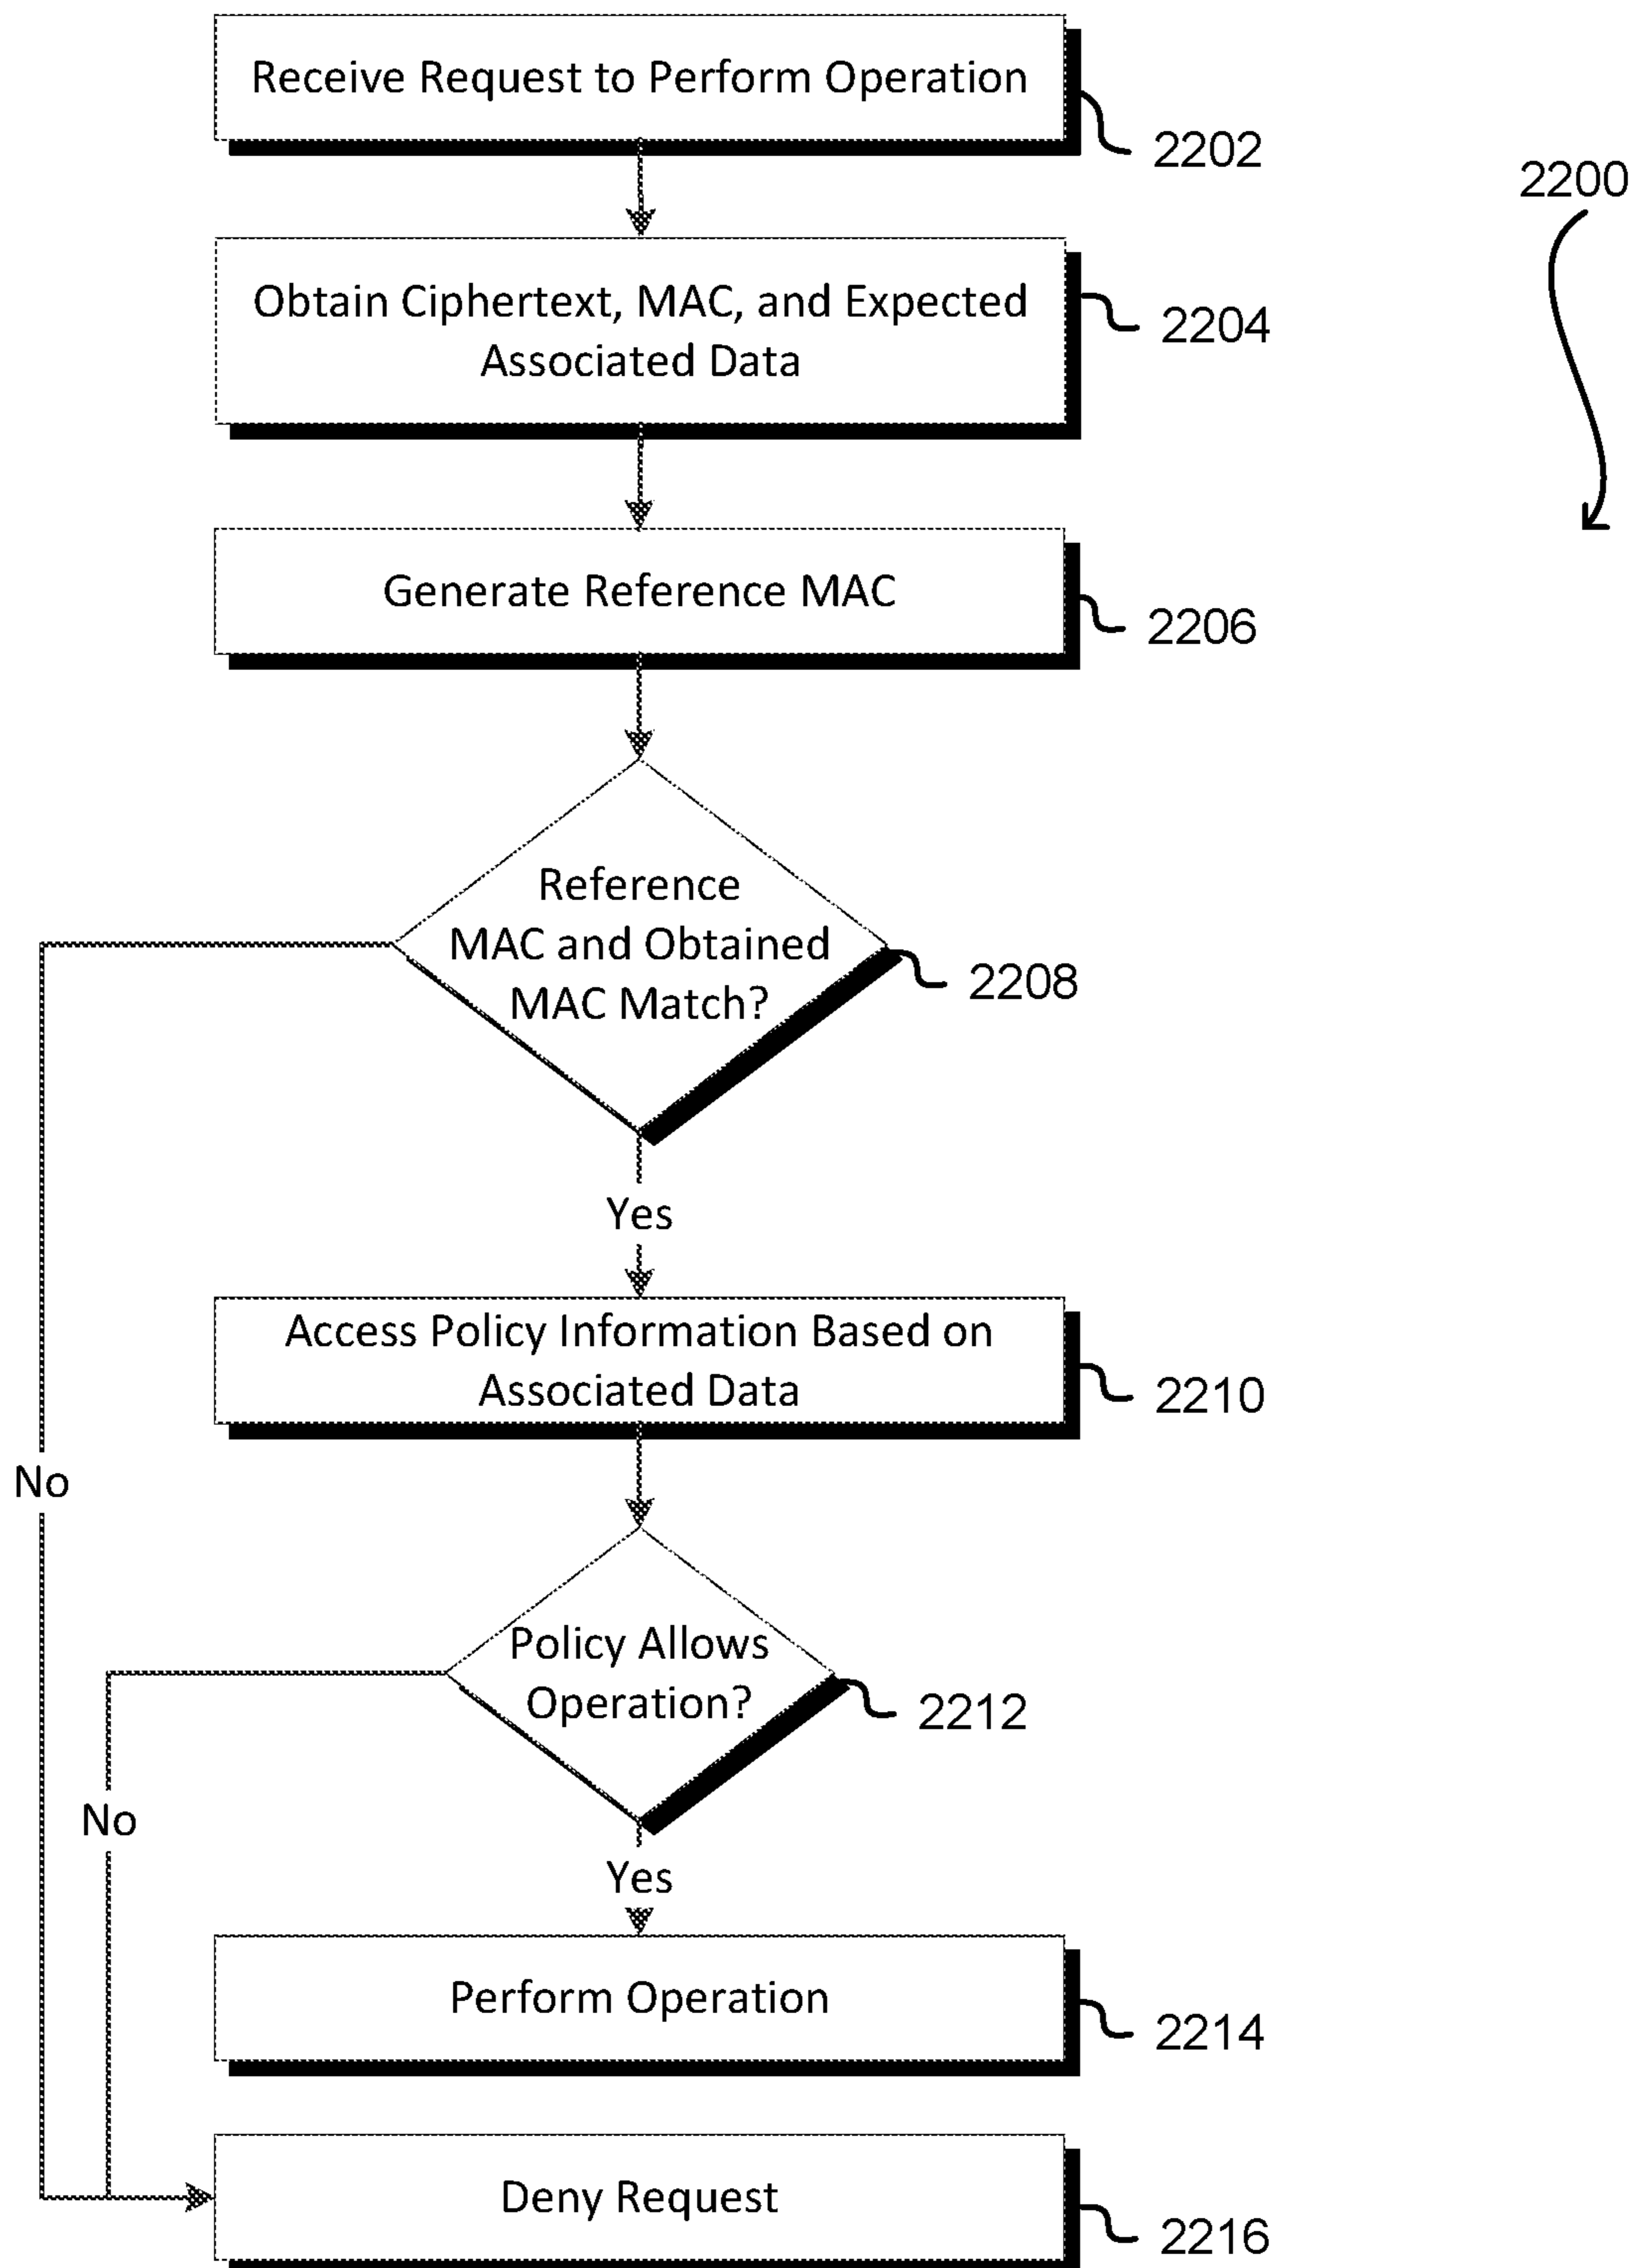 Receive Request to Perform Operation
2202
2200
Obtain Ciphertext, MAC, and Expected
Associated Data
2204
Generate Reference MAC
2206
Reference
MAC and Obtained
MAC Match?
2208
Yes
Access Policy Information Based on
Associated Data
2210
No
Policy Allows
Operation?
2212
No
Yes
Perform Operation
2214
Deny Request
2216